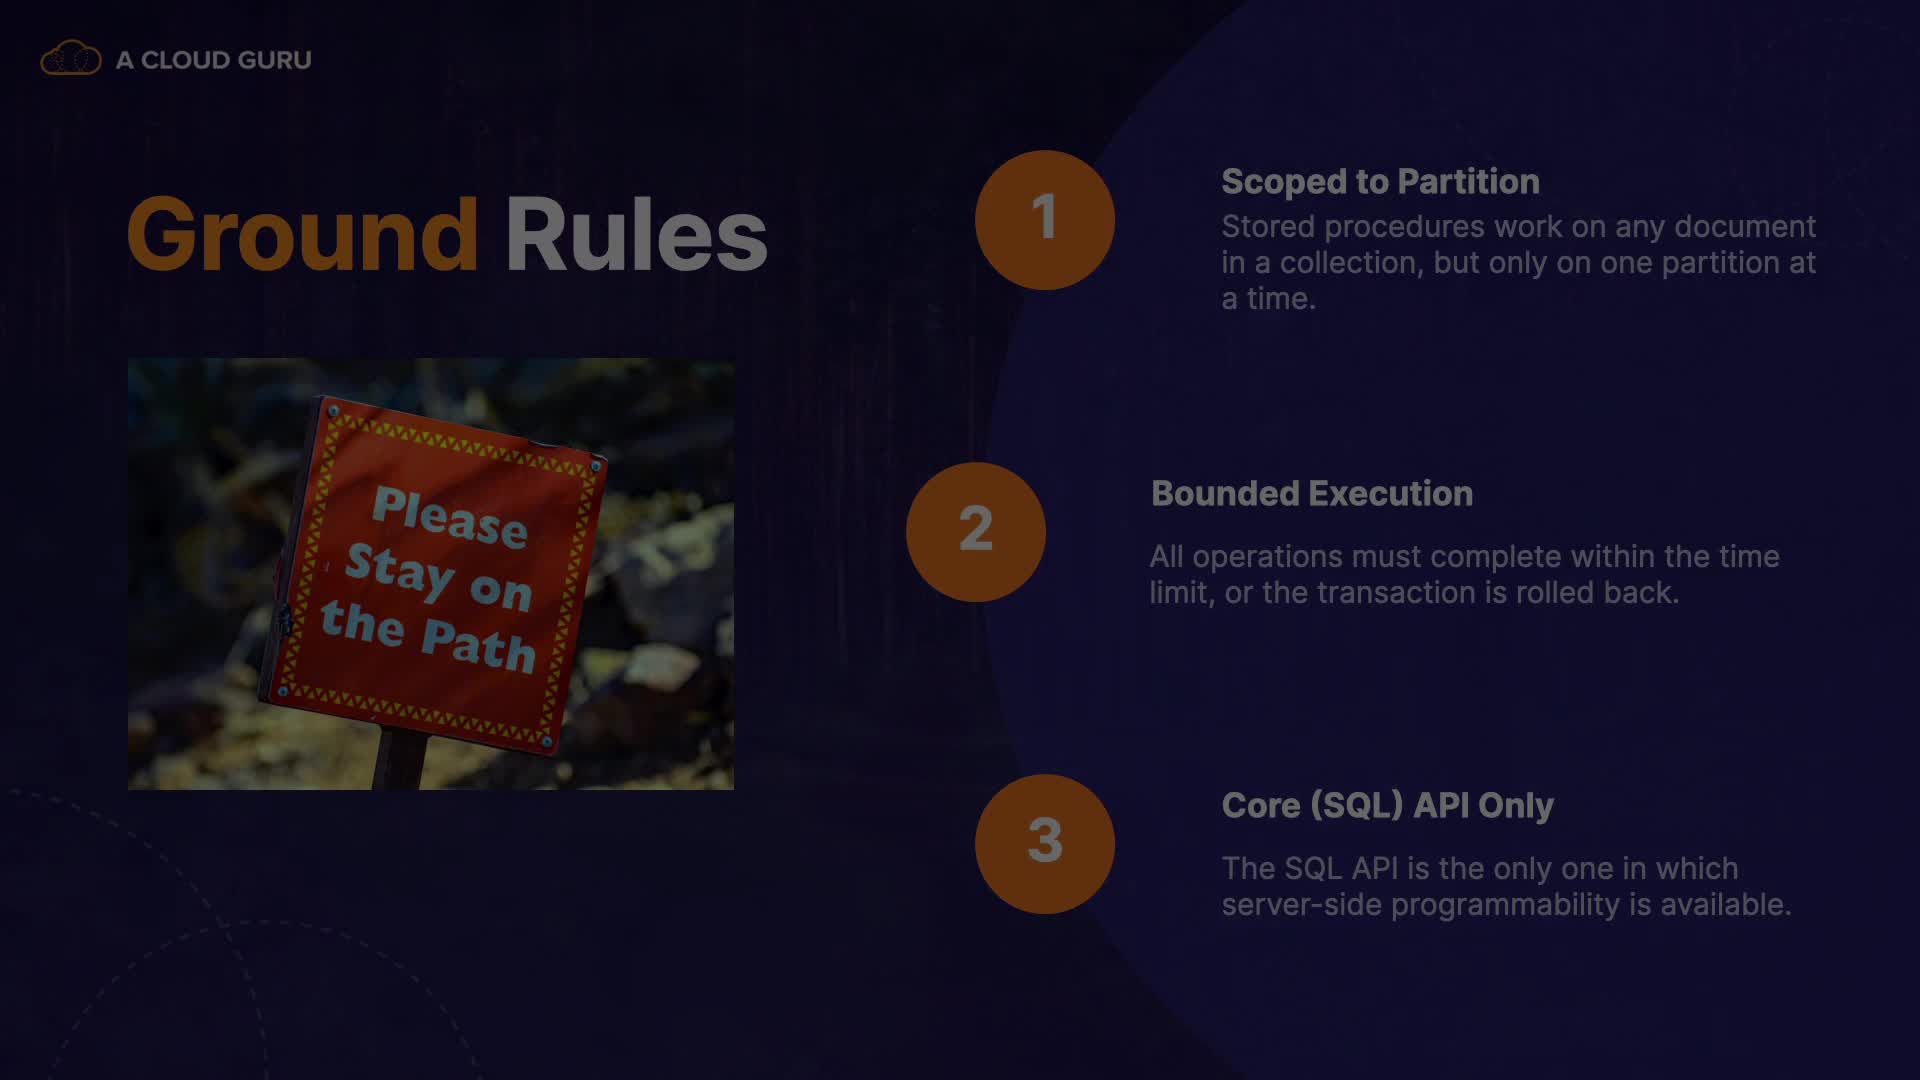 A CLOUD GURU
Ground Rules
Please
Stay on
the Path
1
Scoped to Partition
Stored procedures work on any document
in a collection, but only on one partition at
a time.
2
Bounded Execution
All operations must complete within the time
limit, or the transaction is rolled back.
3
Core (SQL) API Only
The SQL API is the only one in which
server-side programmability is available.